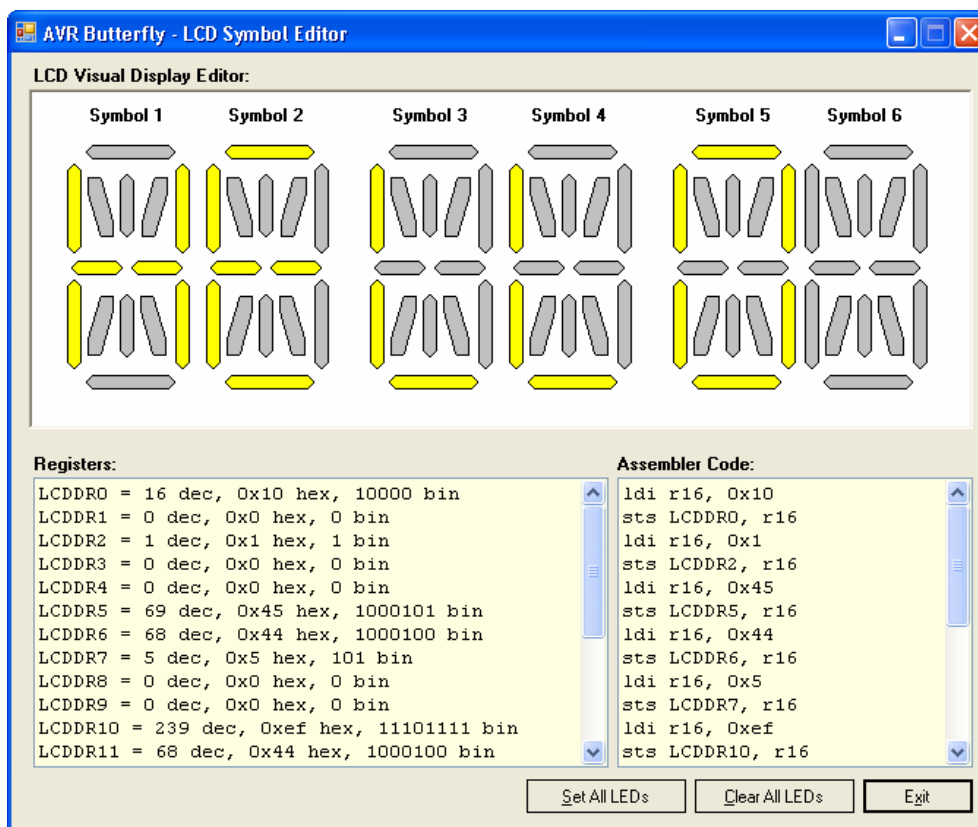 AVR Butterfly - LCD Symbol Editor
LCD Visual Display Editor:
Symbol 1 Symbol 2 Symbol 3 Symbol 4 Symbol 5 Symbol 6
HELLO
Registers:
LCDDR0 = 16 dec, 0x10 hex, 10000 bin
LCDDR1 = 0 dec, 0x0 hex, 0 bin
LCDDR2 = 1 dec, 0x1 hex, 1 bin
LCDDR3 = 0 dec, 0x0 hex, 0 bin
LCDDR4 = 0 dec, 0x0 hex, 0 bin
LCDDR5 = 69 dec, 0x45 hex, 1000101 bin
LCDDR6 = 68 dec, 0x44 hex, 1000100 bin
LCDDR7 = 5 dec, 0x5 hex, 101 bin
LCDDR8 = 0 dec, 0x0 hex, 0 bin
LCDDR9 = 0 dec, 0x0 hex, 0 bin
LCDDR10 = 239 dec, 0xef hex, 11101111 bin
LCDDR11 = 68 dec, 0x44 hex, 1000100 bin
Assembler Code:
ldi r16, 0x10
sts LCDDR0, r16
ldi r16, 0x1
sts LCDDR2, r16
ldi r16, 0x45
sts LCDDR5, r16
ldi r16, 0x44
sts LCDDR6, r16
ldi r16, 0x5
sts LCDDR7, r16
ldi r16, 0xef
sts LCDDR10, r16
Set All LEDs Clear All LEDs Exit